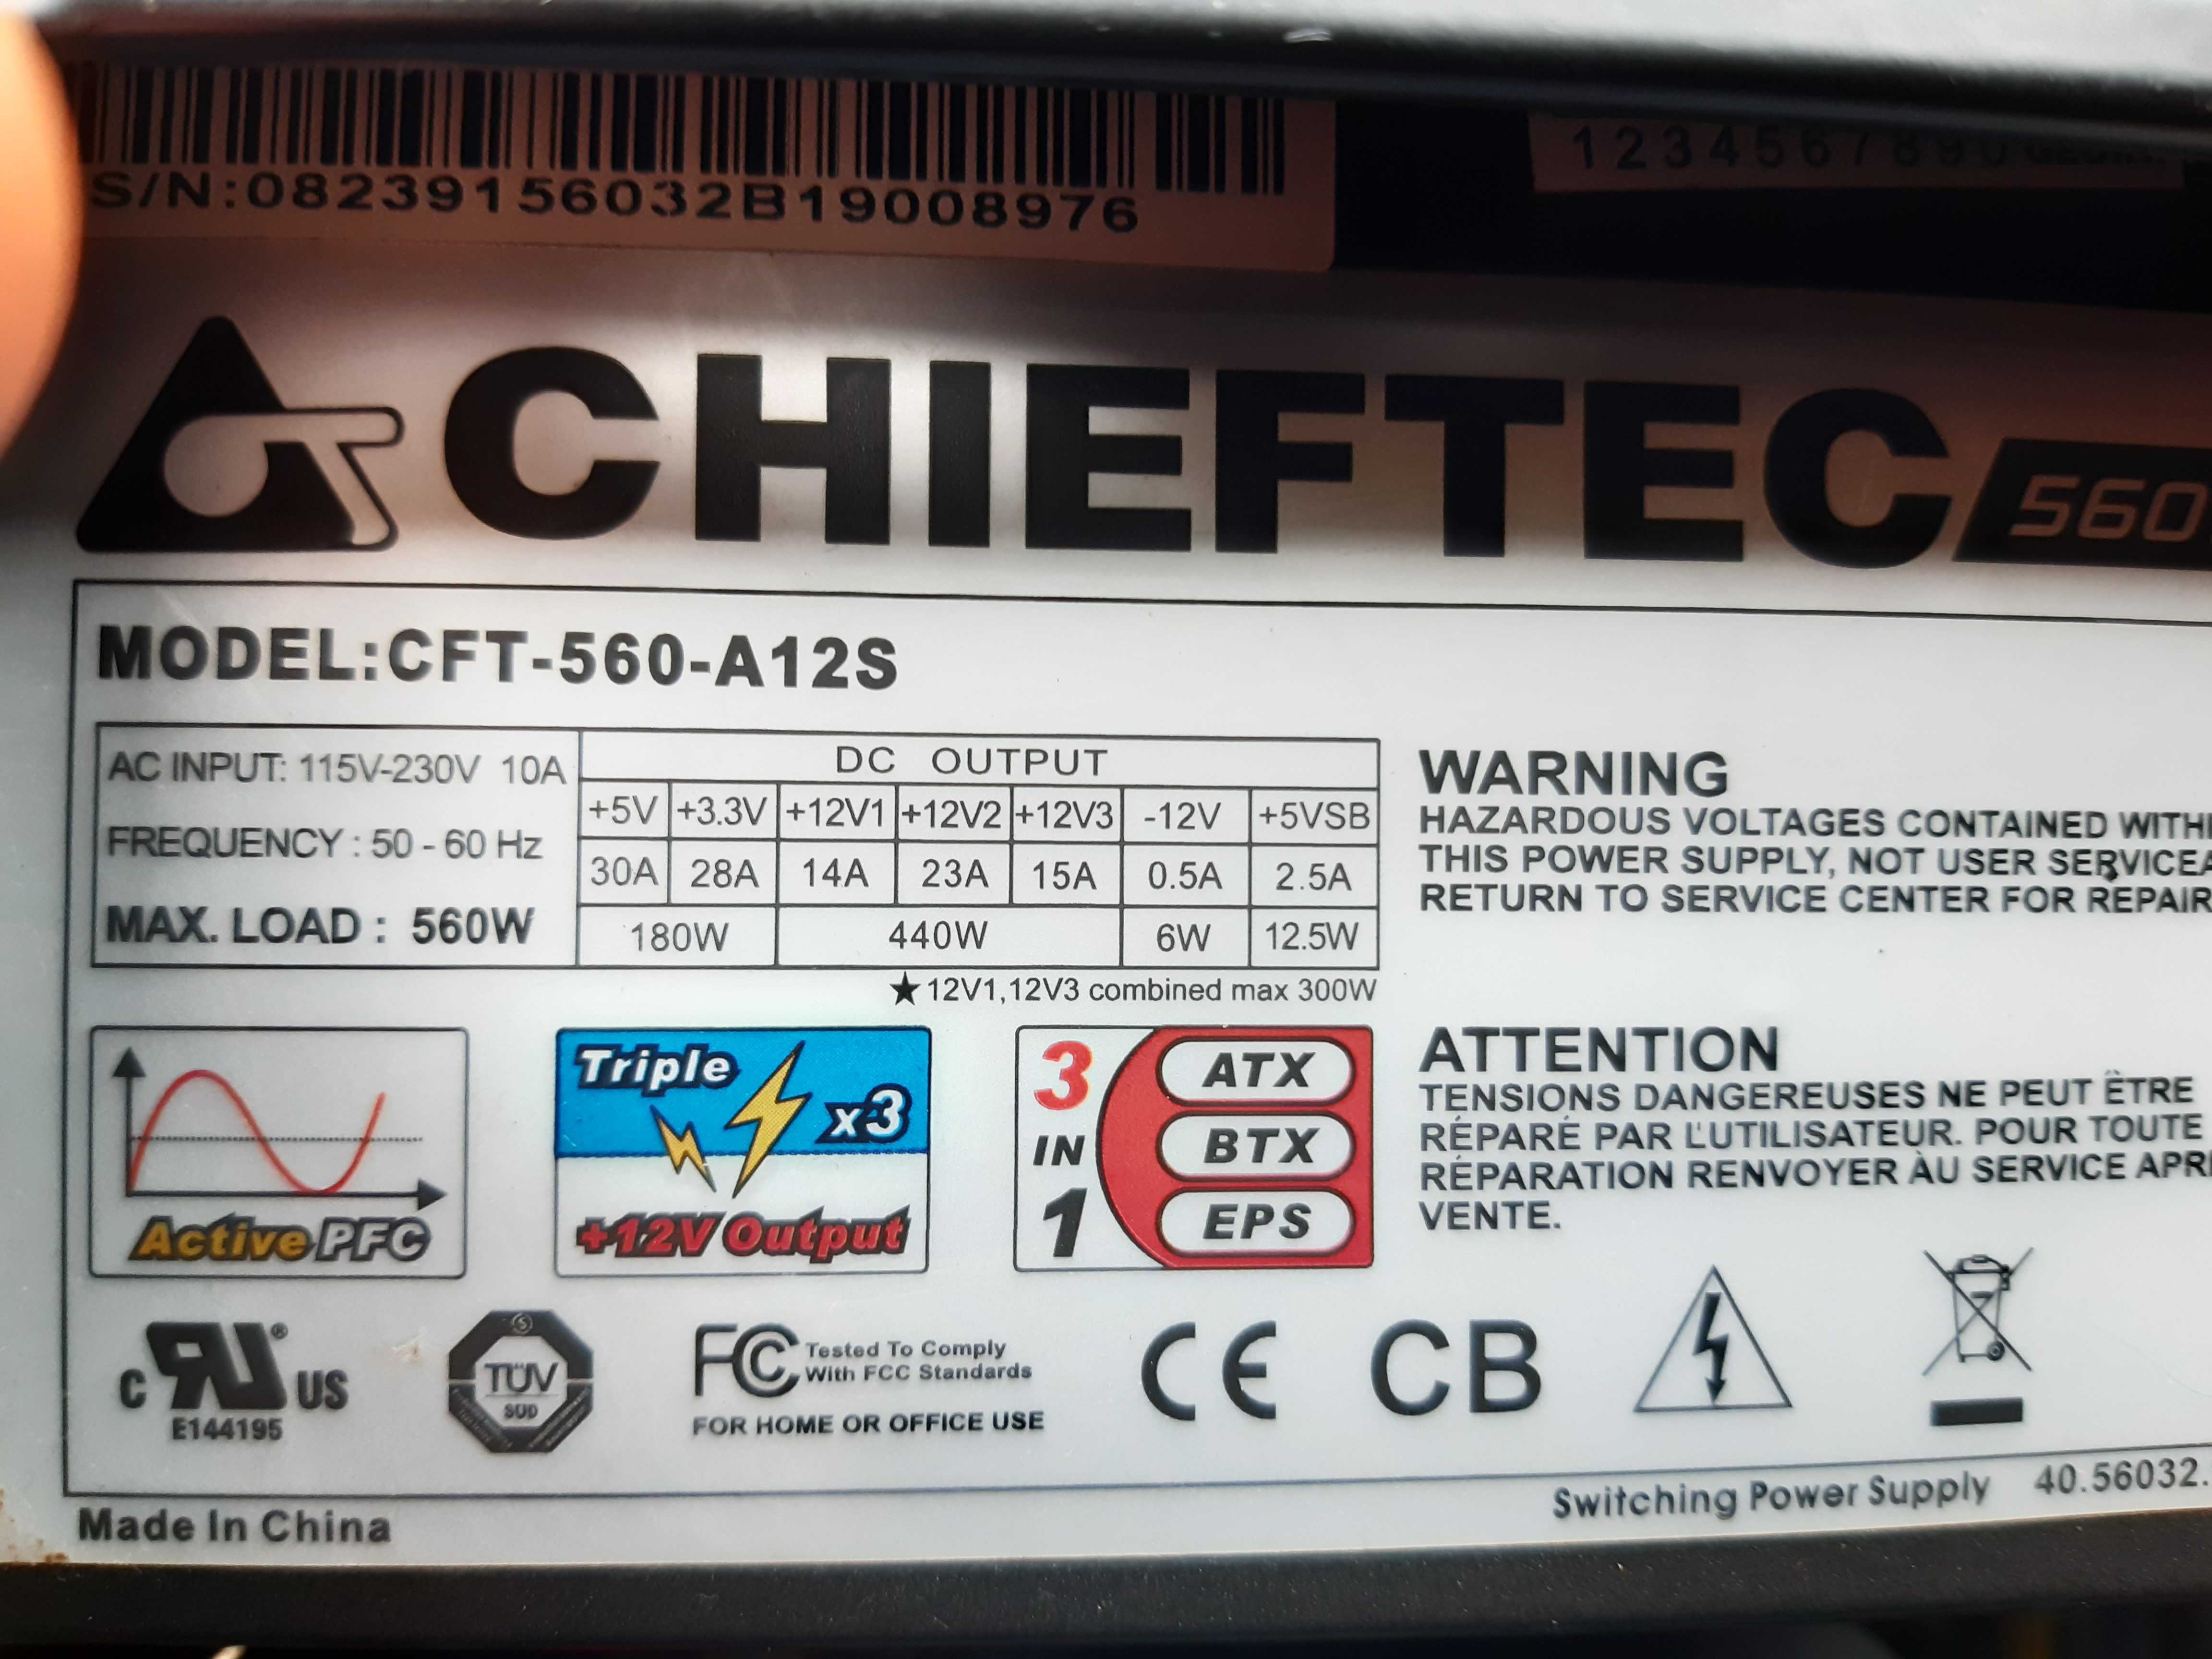 S/N:08239156032B19008976
1234567890
CHIEFTEC 560
MODEL:CFT-560-A12S
AC INPUT: 115V-230V 10A
FREQUENCY : 50 - 60 Hz
MAX. LOAD : 560W
DC OUTPUT
+5V +3.3V +12V1 +12V2 +12V3 -12V +5VSB
30A 28A 14A 23A 15A 0.5A 2.5A
180W 440W 6W 12.5W
★12V1,12V3 combined max 300W
WARNING
HAZARDOUS VOLTAGES CONTAINED WITHI
THIS POWER SUPPLY, NOT USER SERVICEA
RETURN TO SERVICE CENTER FOR REPAIR
Active PFC
Triple
x3
+12V Output
3
IN
1
ATX
BTX
EPS
ATTENTION
TENSIONS DANGEREUSES NE PEUT ËTRE
RÉPARÉ PAR L'UTILISATEUR. POUR TOUTE
RÉPARATION RENVOYER ÀU SERVICE APR
VENTE.
C RU ® US
E144195
S
TÜV
SÜD
FC Tested To Comply
With FCC Standards
FOR HOME OR OFFICE USE
CE CB
Switching Power Supply 40.56032.
Made In China